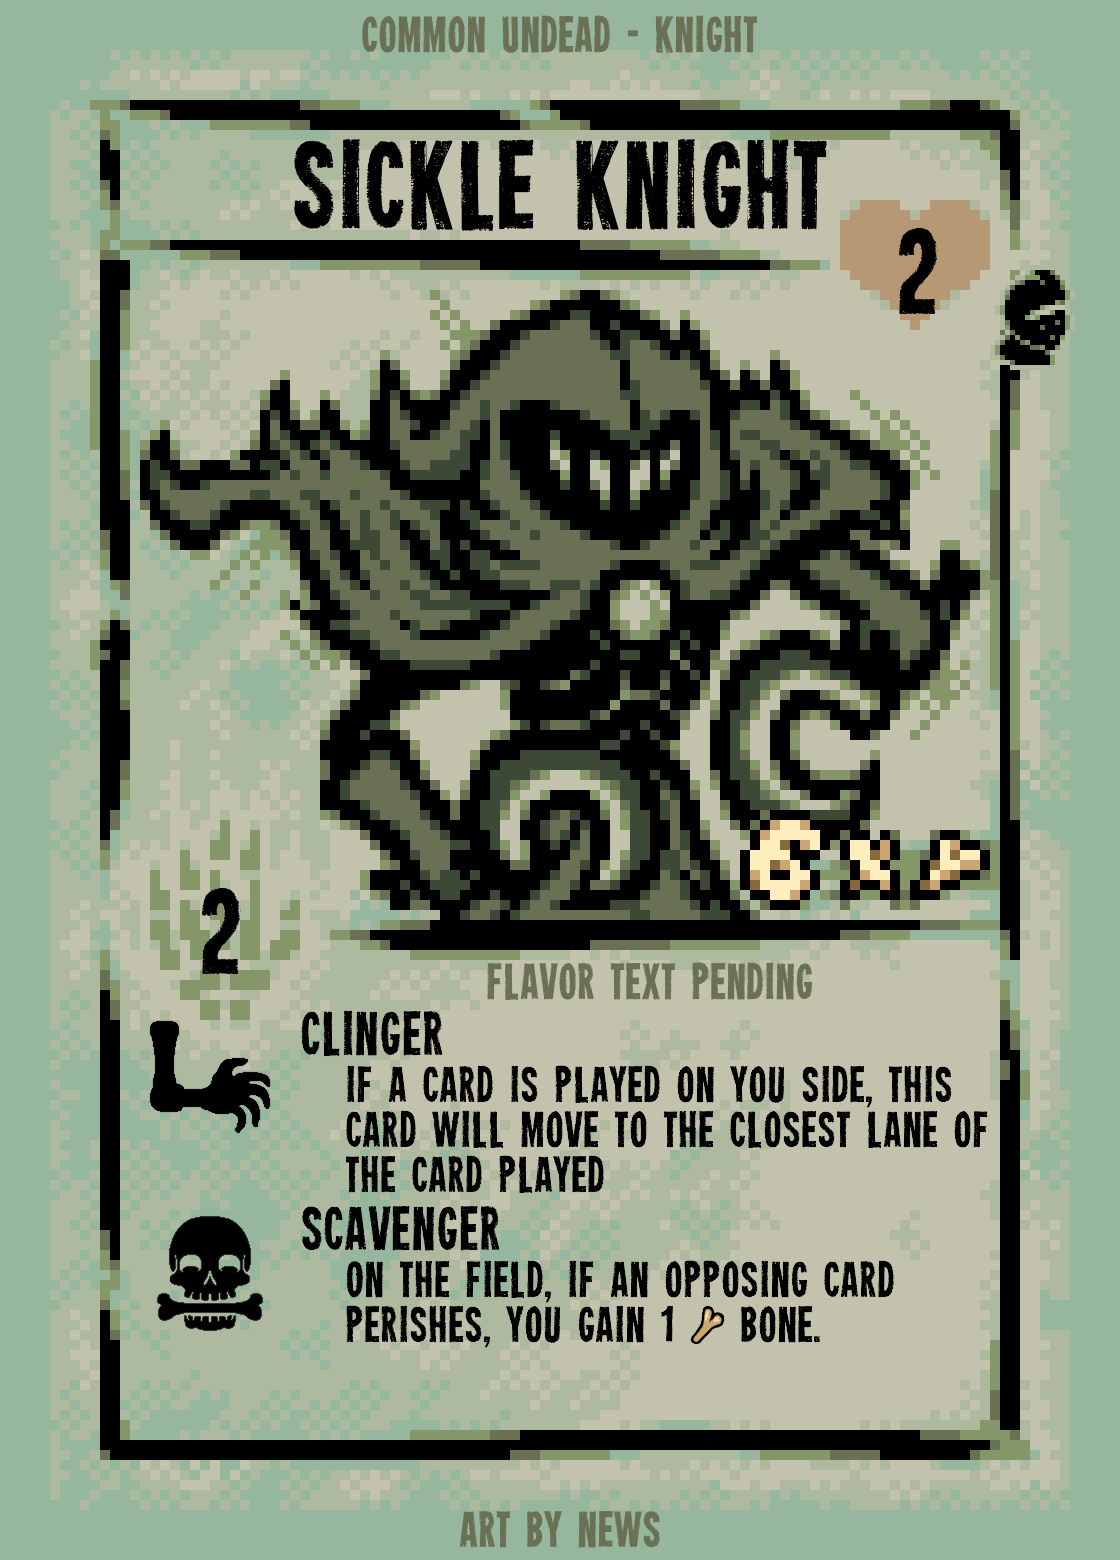 COMMON UNDEAD - KNIGHT
SICKLE KNIGHT
2
6 X
2
FLAVOR TEXT PENDING
CLINGER
IF A CARD IS PLAYED ON YOU SIDE, THIS
CARD WILL MOVE TO THE CLOSEST LANE OF
THE CARD PLAYED
SCAVENGER
ON THE FIELD, IF AN OPPOSING CARD
PERISHES, YOU GAIN 1 BONE.
ART BY NEWS